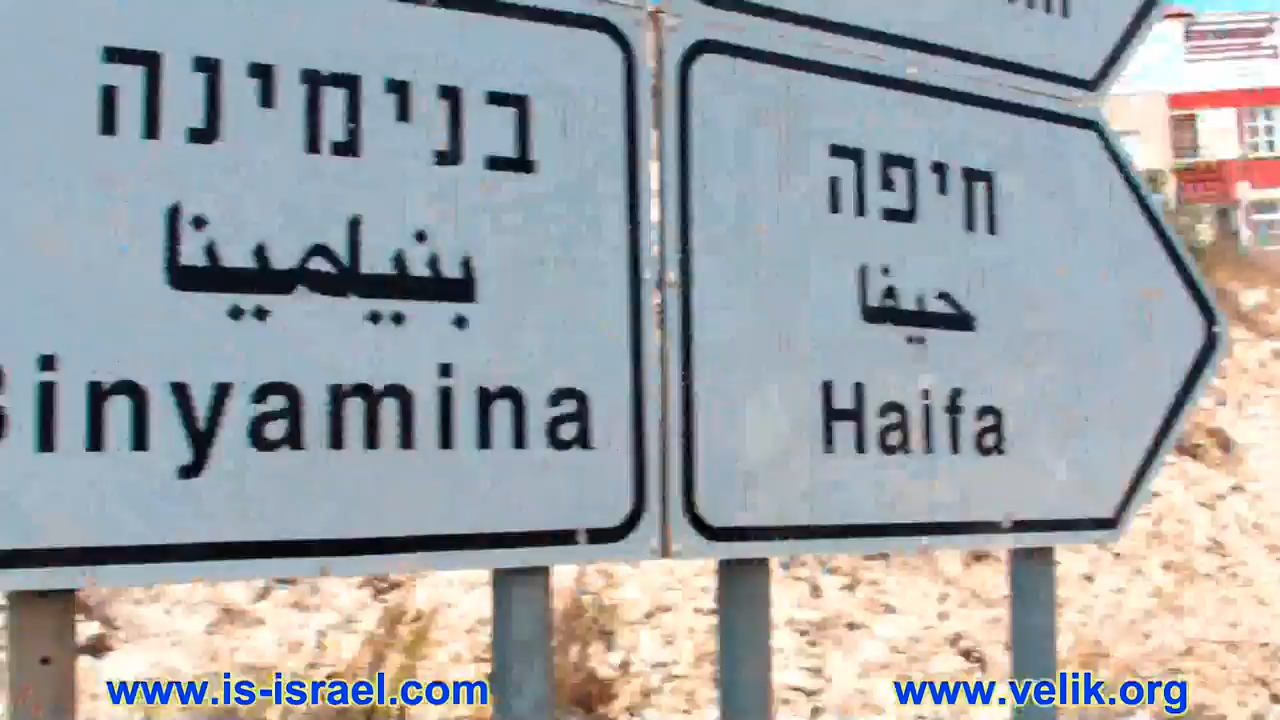 בנימינה
بنيامينا
Binyamina
חיפה
حيفا
Haifa
www.is-israel.com
www.velik.org